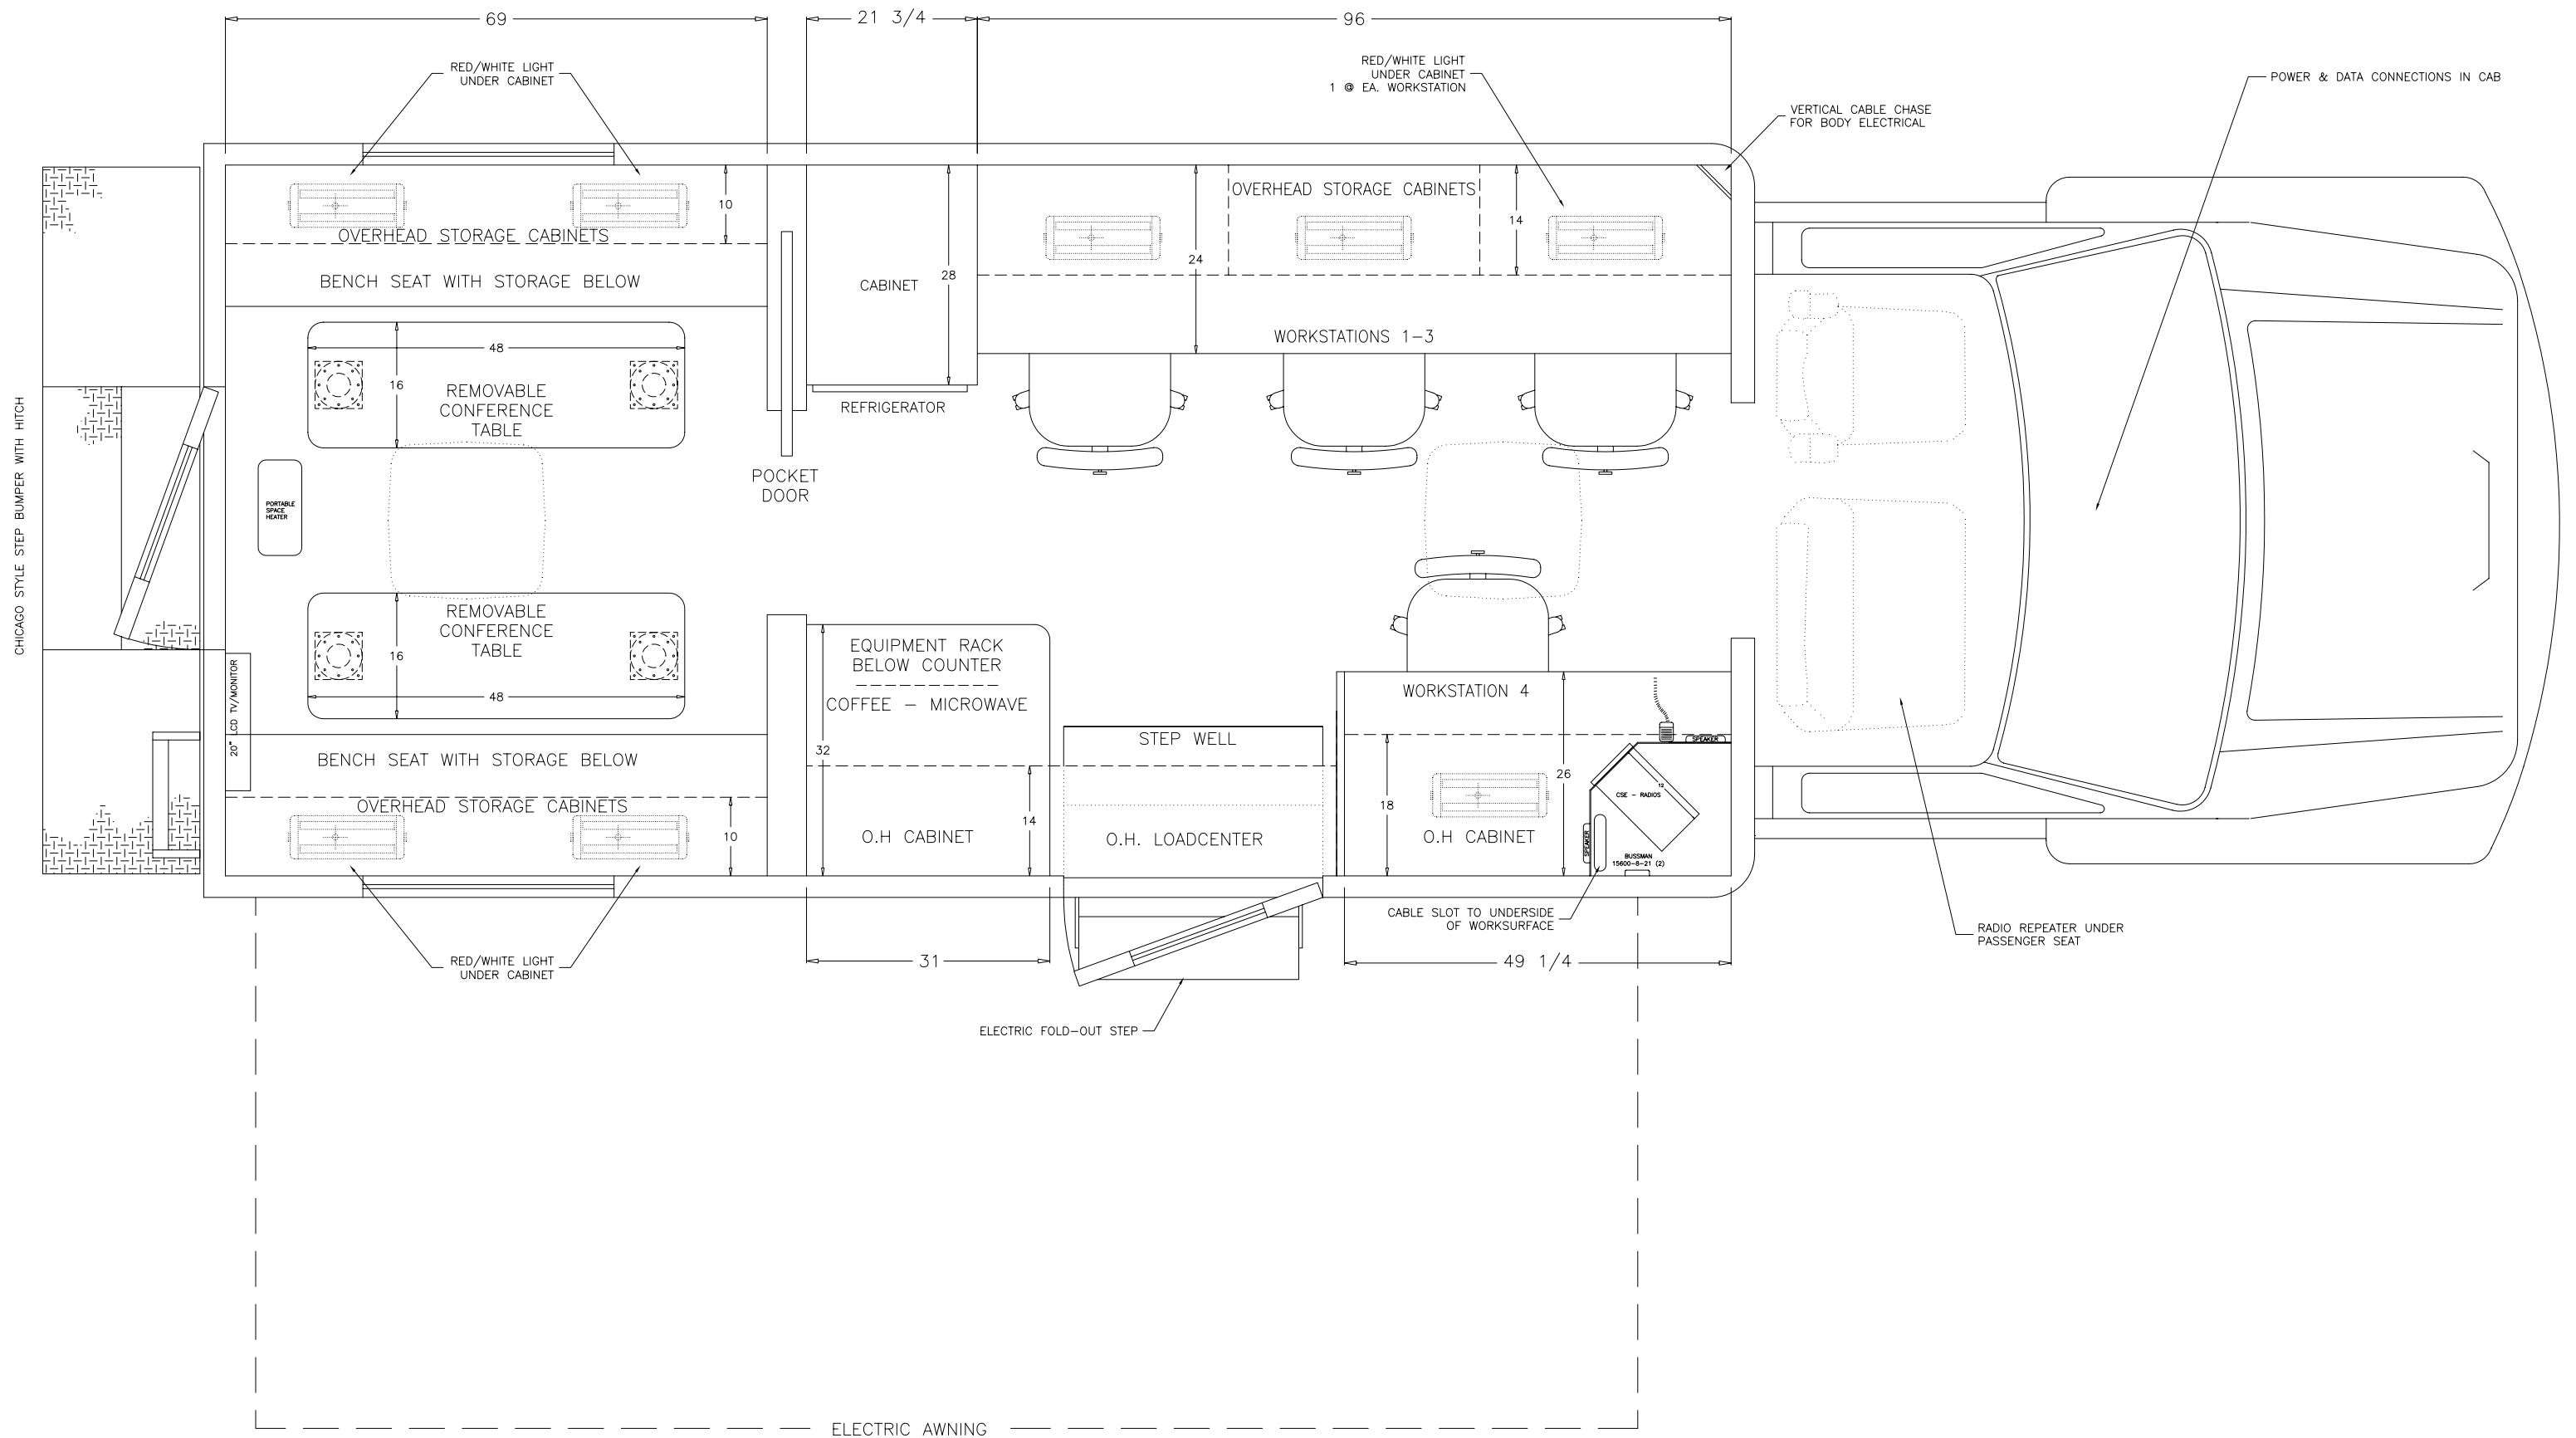 69
21 3/4
96
RED/WHITE LIGHT
UNDER CABINET
RED/WHITE LIGHT
UNDER CABINET
1 @ EA. WORKSTATION
POWER & DATA CONNECTIONS IN CAB
VERTICAL CABLE CHASE
FOR BODY ELECTRICAL
10
OVERHEAD STORAGE CABINETS
BENCH SEAT WITH STORAGE BELOW
CABINET
28
24
OVERHEAD STORAGE CABINETS
14
WORKSTATIONS 1-3
REFRIGERATOR
48
16
REMOVABLE
CONFERENCE
TABLE
POCKET
DOOR
CHICAGO STYLE STEP BUMPER WITH HITCH
PORTABLE
SPACE
HEATER
REMOVABLE
CONFERENCE
TABLE
16
48
20" LCD TV/MONITOR
BENCH SEAT WITH STORAGE BELOW
OVERHEAD STORAGE CABINETS
10
EQUIPMENT RACK
BELOW COUNTER
COFFEE - MICROWAVE
32
14
O.H CABINET
STEP WELL
O.H. LOADCENTER
WORKSTATION 4
SPEAKER
26
18
O.H CABINET
12
CSE - RADIOS
SPEAKER
BUSSMAN
15600-8-21 (2)
CABLE SLOT TO UNDERSIDE
OF WORKSURFACE
RADIO REPEATER UNDER
PASSENGER SEAT
RED/WHITE LIGHT
UNDER CABINET
31
49 1/4
ELECTRIC FOLD-OUT STEP
ELECTRIC AWNING